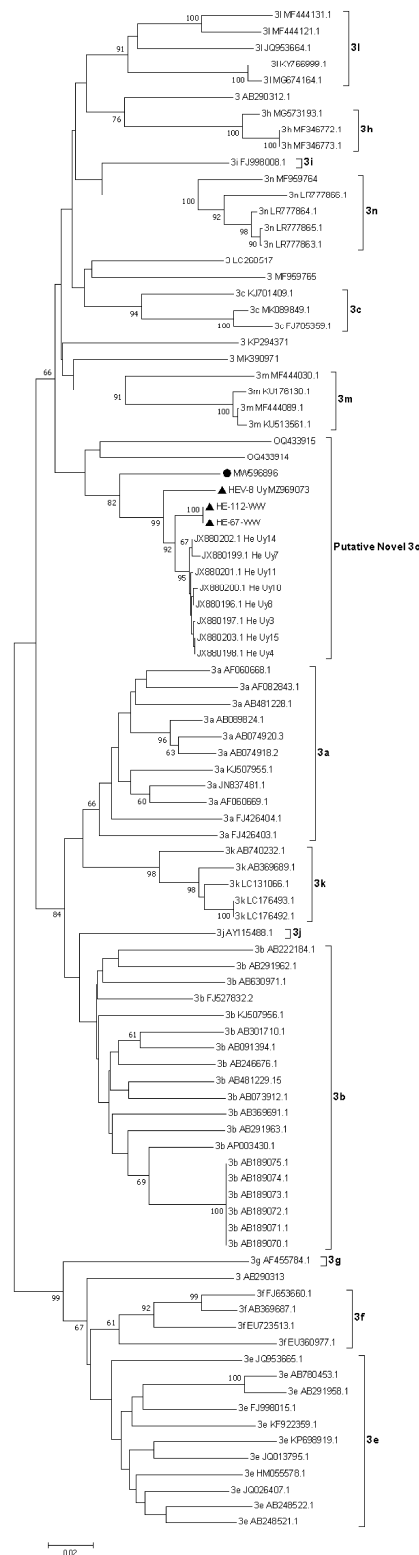 3l MF444131.1
100
3l MF444121.1
91
3l JQ953664.1
3l
3l KY766999.1
100
3l MG674164.1
3 AB290312.1
76
3h MG573193.1
100
3h MF346772.1
3h
100
3h MF346773.1
3i FJ998008.1
3i
3n MF959764
100
3n LR777866.1
92
3n LR777864.1
3n
98
3n LR777865.1
90
3n LR777863.1
3 LC260517
3 MF959765
3c KJ701409.1
94
3c MK089849.1
3c
100
3c FJ705359.1
3 KP294371
66
3 MK390971
3m MF444030.1
91
3m KU176130.1
3m
100
3m MF444089.1
3m KU513561.1
OQ433915
OQ433914
82
MW596896
HEV-8 UyMZ969073
99
100
HE-112-WW
HE-67-WW
92
67
JX880202.1 He Uy14
Putative Novel 3o
JX880199.1 He Uy7
95
JX880201.1 He Uy11
JX880200.1 He Uy10
JX880196.1 He Uy8
JX880197.1 He Uy3
JX880203.1 He Uy15
JX880198.1 He Uy4
3a AF060668.1
3a AF082843.1
3a AB481228.1
3a AB089824.1
96
3a AB074920.3
3a
63
3a AB074918.2
3a KJ507955.1
3a JN837481.1
60
3a AF060669.1
66
3a FJ426404.1
3a FJ426403.1
3k AB740232.1
98
3k AB369689.1
98
3k LC131066.1
3k
3k LC176493.1
100
3k LC176492.1
84
3j AY115488.1
3j
3b AB222184.1
3b AB291962.1
3b AB630971.1
3b FJ527832.2
3b KJ507956.1
61
3b AB301710.1
3b AB091394.1
3b AB246676.1
3b AB481229.15
3b
3b AB073912.1
3b AB369691.1
3b AB291963.1
3b AP003430.1
69
3b AB189075.1
3b AB189074.1
3b AB189073.1
100
3b AB189072.1
3b AB189071.1
3b AB189070.1
3g AF455784.1
3g
99
3 AB290313
67
3f FJ653660.1
99
92
3f AB369687.1
3f
61
3f EU723513.1
3f EU360977.1
3e JQ953665.1
100
3e AB780453.1
3e AB291958.1
3e FJ998015.1
3e KF922359.1
3e
3e KP698919.1
3e JQ013795.1
3e HM055578.1
3e JQ026407.1
3e AB248522.1
3e AB248521.1
0.02